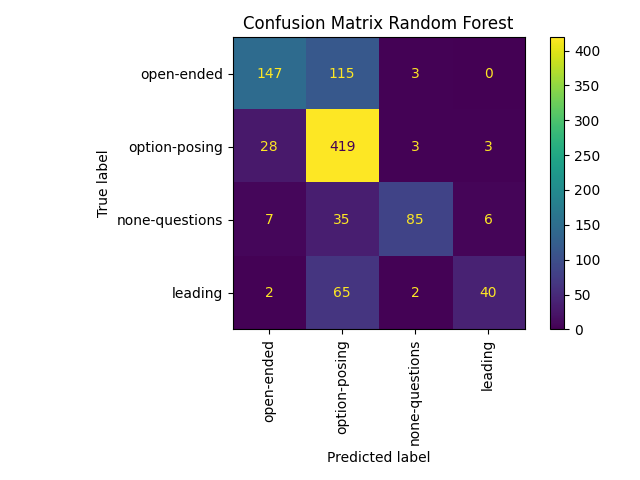 Confusion Matrix Random Forest
True label
open-ended 147 115 3 0
option-posing 28 419 3 3
none-questions 7 35 85 6
leading 2 65 2 40
open-ended option-posing none-questions leading
Predicted label
400
350
300
250
200
150
100
50
0